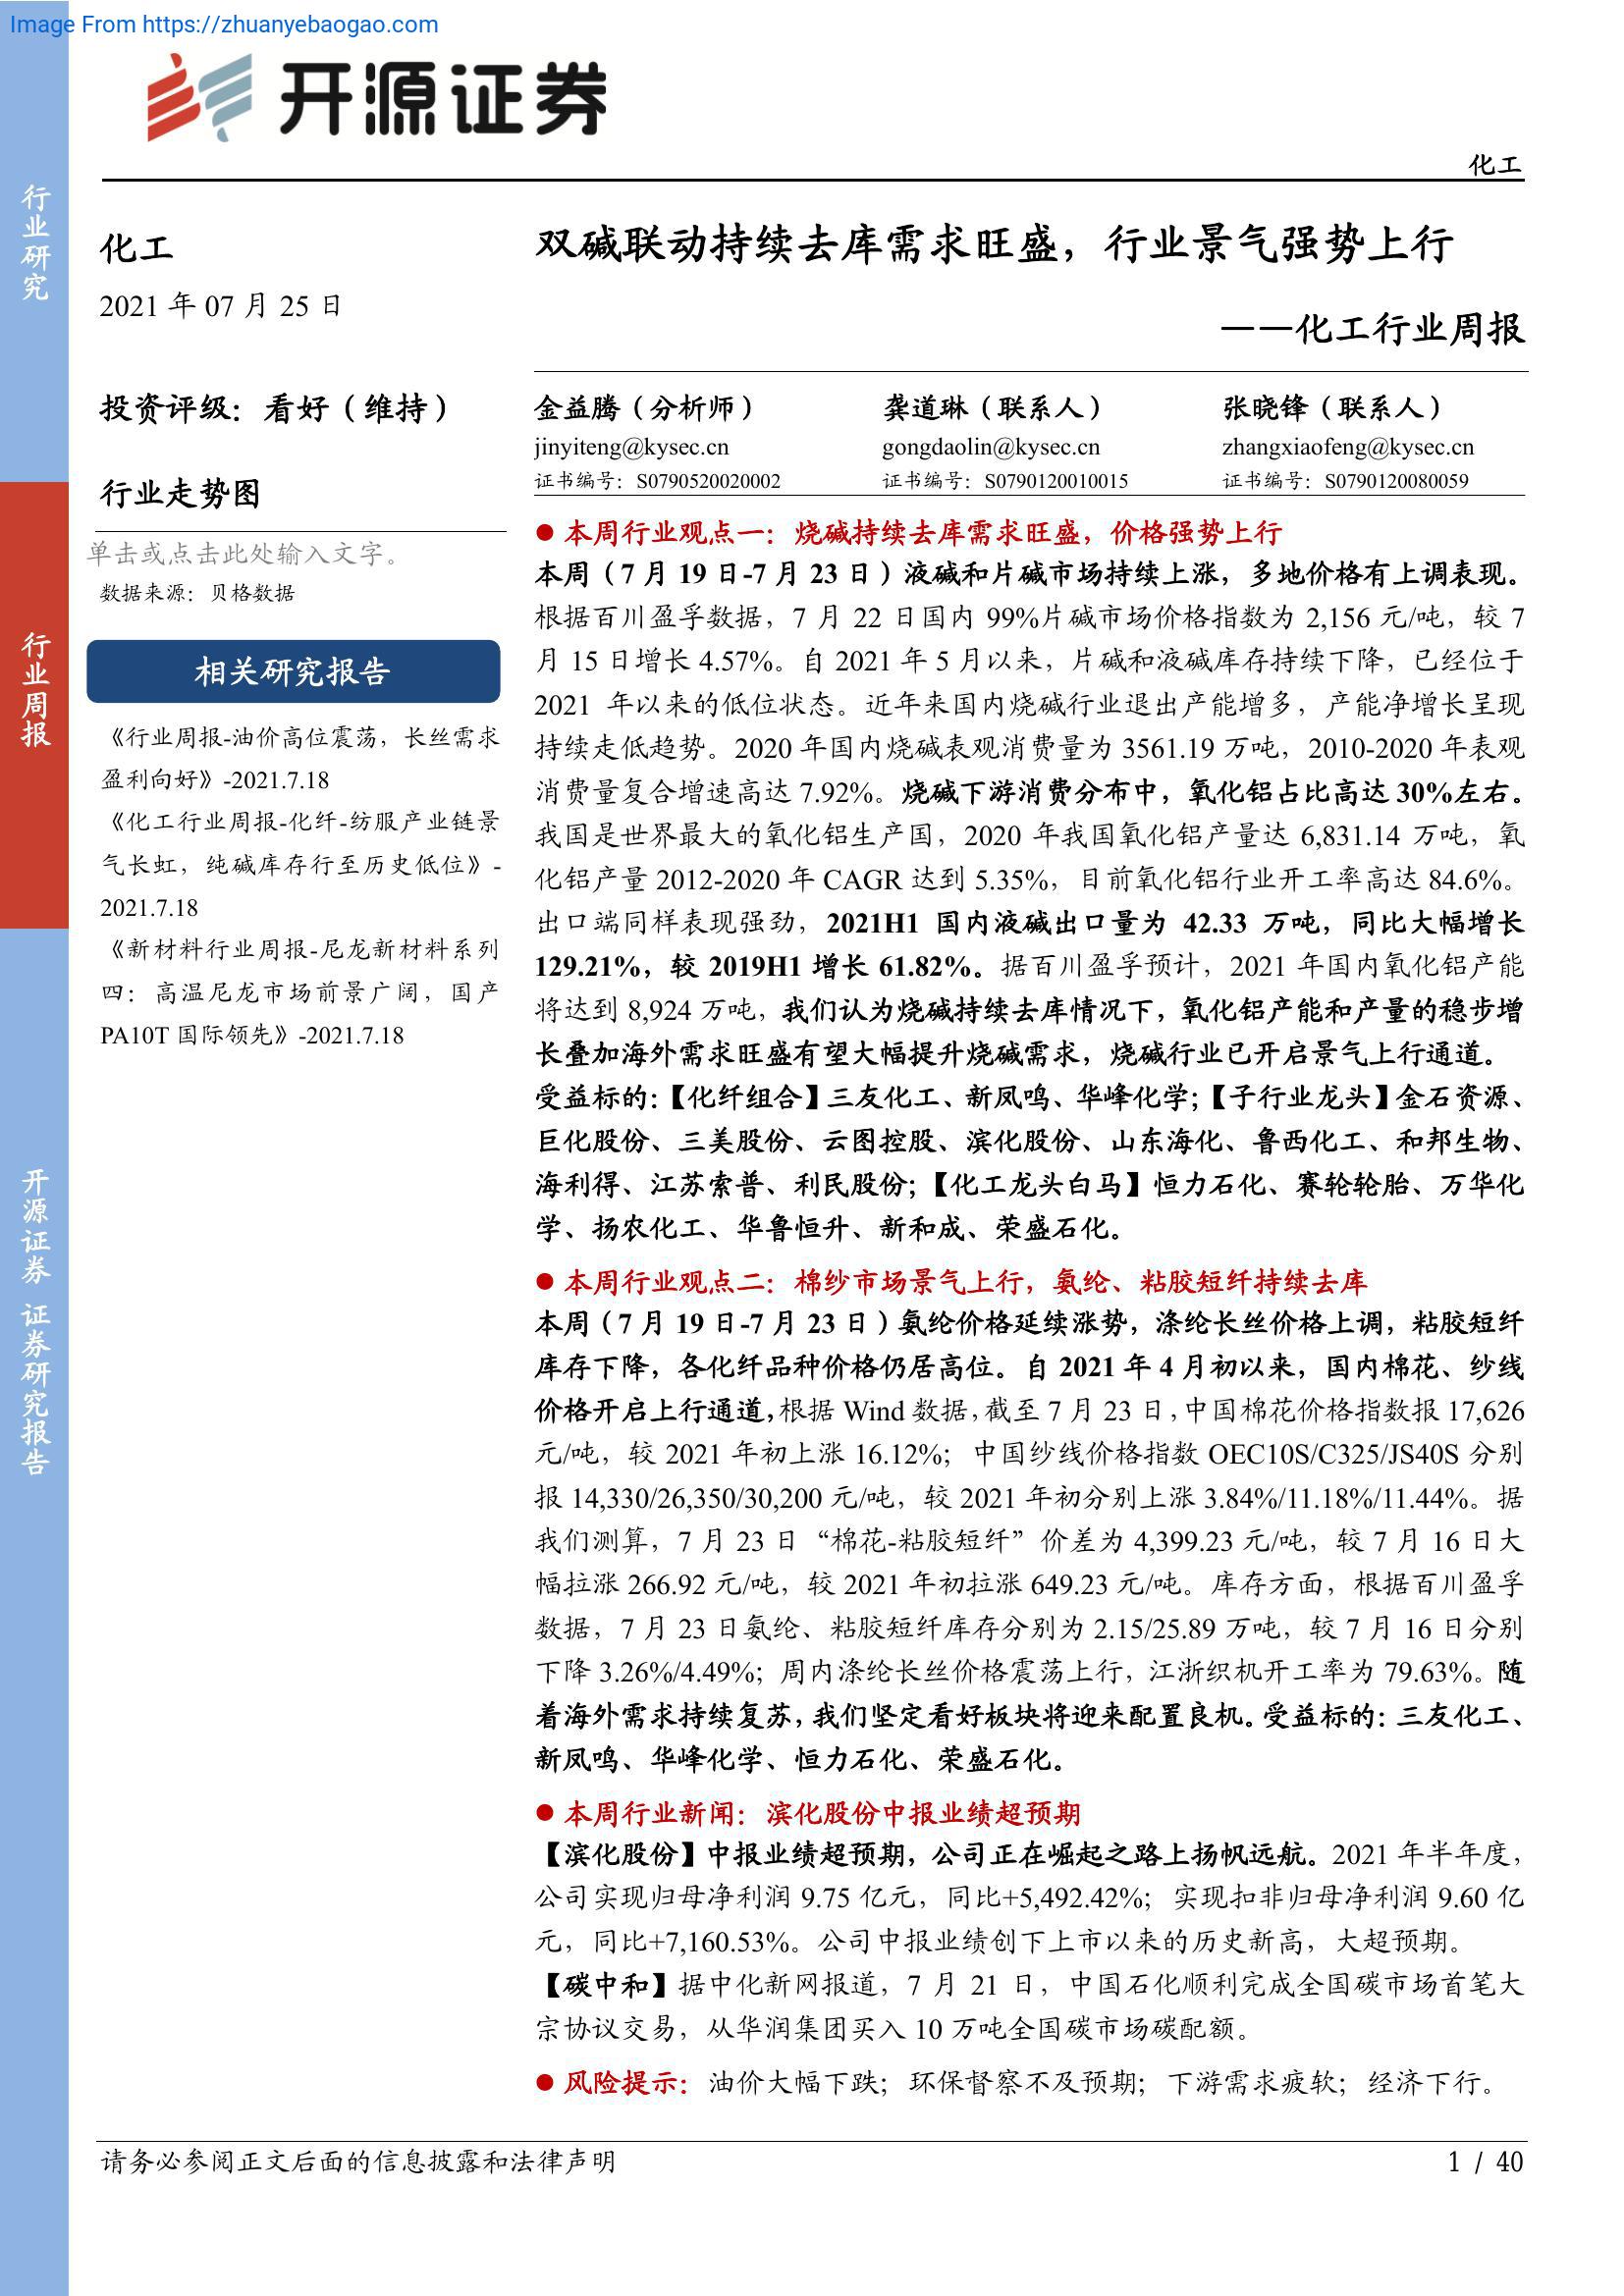 Image From https://zhuanyebaogao.com
开源证券
化工
行业研究
行业周报
开源证券 证券研究报告
化工
2021 年 07 月 25 日
投资评级：看好（维持）
行业走势图
单击或点击此处输入文字。
数据来源：贝格数据
相关研究报告
《行业周报-油价高位震荡，长丝需求
盈利向好》-2021.7.18
《化工行业周报-化纤-纺服产业链景
气长虹，纯碱库存行至历史低位》-
2021.7.18
《新材料行业周报-尼龙新材料系列
四：高温尼龙市场前景广阔，国产
PA10T 国际领先》-2021.7.18
双碱联动持续去库需求旺盛，行业景气强势上行
——化工行业周报
金益腾（分析师） 龚道琳（联系人） 张晓锋（联系人）
jinyiteng@kysec.cn gongdaolin@kysec.cn zhangxiaofeng@kysec.cn
证书编号：S0790520020002 证书编号：S0790120010015 证书编号：S0790120080059
● 本周行业观点一：烧碱持续去库需求旺盛，价格强势上行
本周（7 月 19 日-7 月 23 日）液碱和片碱市场持续上涨，多地价格有上调表现。
根据百川盈孚数据，7 月 22 日国内 99%片碱市场价格指数为 2,156 元/吨，较 7
月 15 日增长 4.57%。自 2021 年 5 月以来，片碱和液碱库存持续下降，已经位于
2021 年以来的低位状态。近年来国内烧碱行业退出产能增多，产能净增长呈现
持续走低趋势。2020 年国内烧碱表观消费量为 3561.19 万吨，2010-2020 年表观
消费量复合增速高达 7.92%。烧碱下游消费分布中，氧化铝占比高达 30%左右。
我国是世界最大的氧化铝生产国，2020 年我国氧化铝产量达 6,831.14 万吨，氧
化铝产量 2012-2020 年 CAGR 达到 5.35%，目前氧化铝行业开工率高达 84.6%。
出口端同样表现强劲，2021H1 国内液碱出口量为 42.33 万吨，同比大幅增长
129.21%，较 2019H1 增长 61.82%。据百川盈孚预计，2021 年国内氧化铝产能
将达到 8,924 万吨，我们认为烧碱持续去库情况下，氧化铝产能和产量的稳步增
长叠加海外需求旺盛有望大幅提升烧碱需求，烧碱行业已开启景气上行通道。
受益标的：【化纤组合】三友化工、新凤鸣、华峰化学；【子行业龙头】金石资源、
巨化股份、三美股份、云图控股、滨化股份、山东海化、鲁西化工、和邦生物、
海利得、江苏索普、利民股份；【化工龙头白马】恒力石化、赛轮轮胎、万华化
学、扬农化工、华鲁恒升、新和成、荣盛石化。
● 本周行业观点二：棉纱市场景气上行，氨纶、粘胶短纤持续去库
本周（7 月 19 日-7 月 23 日）氨纶价格延续涨势，涤纶长丝价格上调，粘胶短纤
库存下降，各化纤品种价格仍居高位。自 2021 年 4 月初以来，国内棉花、纱线
价格开启上行通道，根据 Wind 数据，截至 7 月 23 日，中国棉花价格指数报 17,626
元/吨，较 2021 年初上涨 16.12%；中国纱线价格指数 OEC10S/C325/JS40S 分别
报 14,330/26,350/30,200 元/吨，较 2021 年初分别上涨 3.84%/11.18%/11.44%。据
我们测算，7 月 23 日“棉花-粘胶短纤”价差为 4,399.23 元/吨，较 7 月 16 日大
幅拉涨 266.92 元/吨，较 2021 年初拉涨 649.23 元/吨。库存方面，根据百川盈孚
数据，7 月 23 日氨纶、粘胶短纤库存分别为 2.15/25.89 万吨，较 7 月 16 日分别
下降 3.26%/4.49%；周内涤纶长丝价格震荡上行，江浙织机开工率为 79.63%。随
着海外需求持续复苏，我们坚定看好板块将迎来配置良机。受益标的：三友化工、
新凤鸣、华峰化学、恒力石化、荣盛石化。
● 本周行业新闻：滨化股份中报业绩超预期
【滨化股份】中报业绩超预期，公司正在崛起之路上扬帆远航。2021 年半年度，
公司实现归母净利润 9.75 亿元，同比+5,492.42%；实现扣非归母净利润 9.60 亿
元，同比+7,160.53%。公司中报业绩创下上市以来的历史新高，大超预期。
【碳中和】据中化新网报道，7 月 21 日，中国石化顺利完成全国碳市场首笔大
宗协议交易，从华润集团买入 10 万吨全国碳市场碳配额。
● 风险提示：油价大幅下跌；环保督察不及预期；下游需求疲软；经济下行。
请务必参阅正文后面的信息披露和法律声明
1 / 40